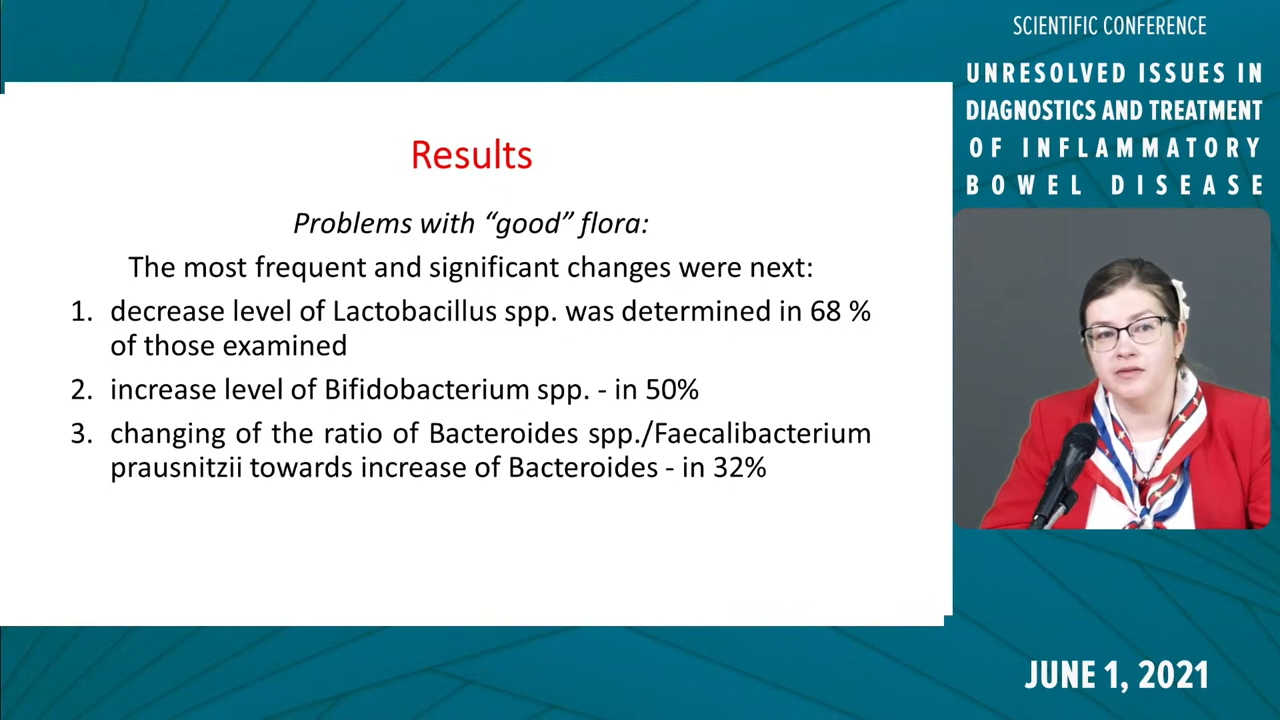 Results
Problems with “good” flora:
The most frequent and significant changes were next:
1. decrease level of Lactobacillus spp. was determined in 68 %
of those examined
2. increase level of Bifidobacterium spp. - in 50%
3. changing of the ratio of Bacteroides spp./Faecalibacterium
prausnitzii towards increase of Bacteroides - in 32%
SCIENTIFIC CONFERENCE
UNRESOLVED ISSUES IN
DIAGNOSTICS AND TREATMENT
OF INFLAMMATORY
BOWEL DISEASE
JUNE 1, 2021